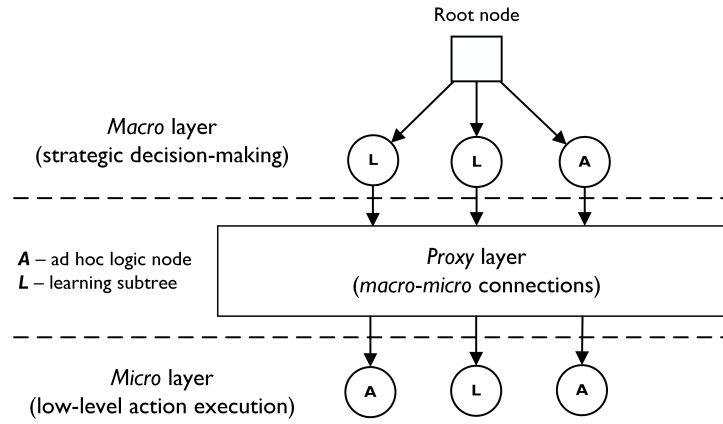 Root node
Macro layer
(strategic decision-making)
L
L
A
A – ad hoc logic node
L – learning subtree
Proxy layer
(macro-micro connections)
Micro layer
(low-level action execution)
A
L
A